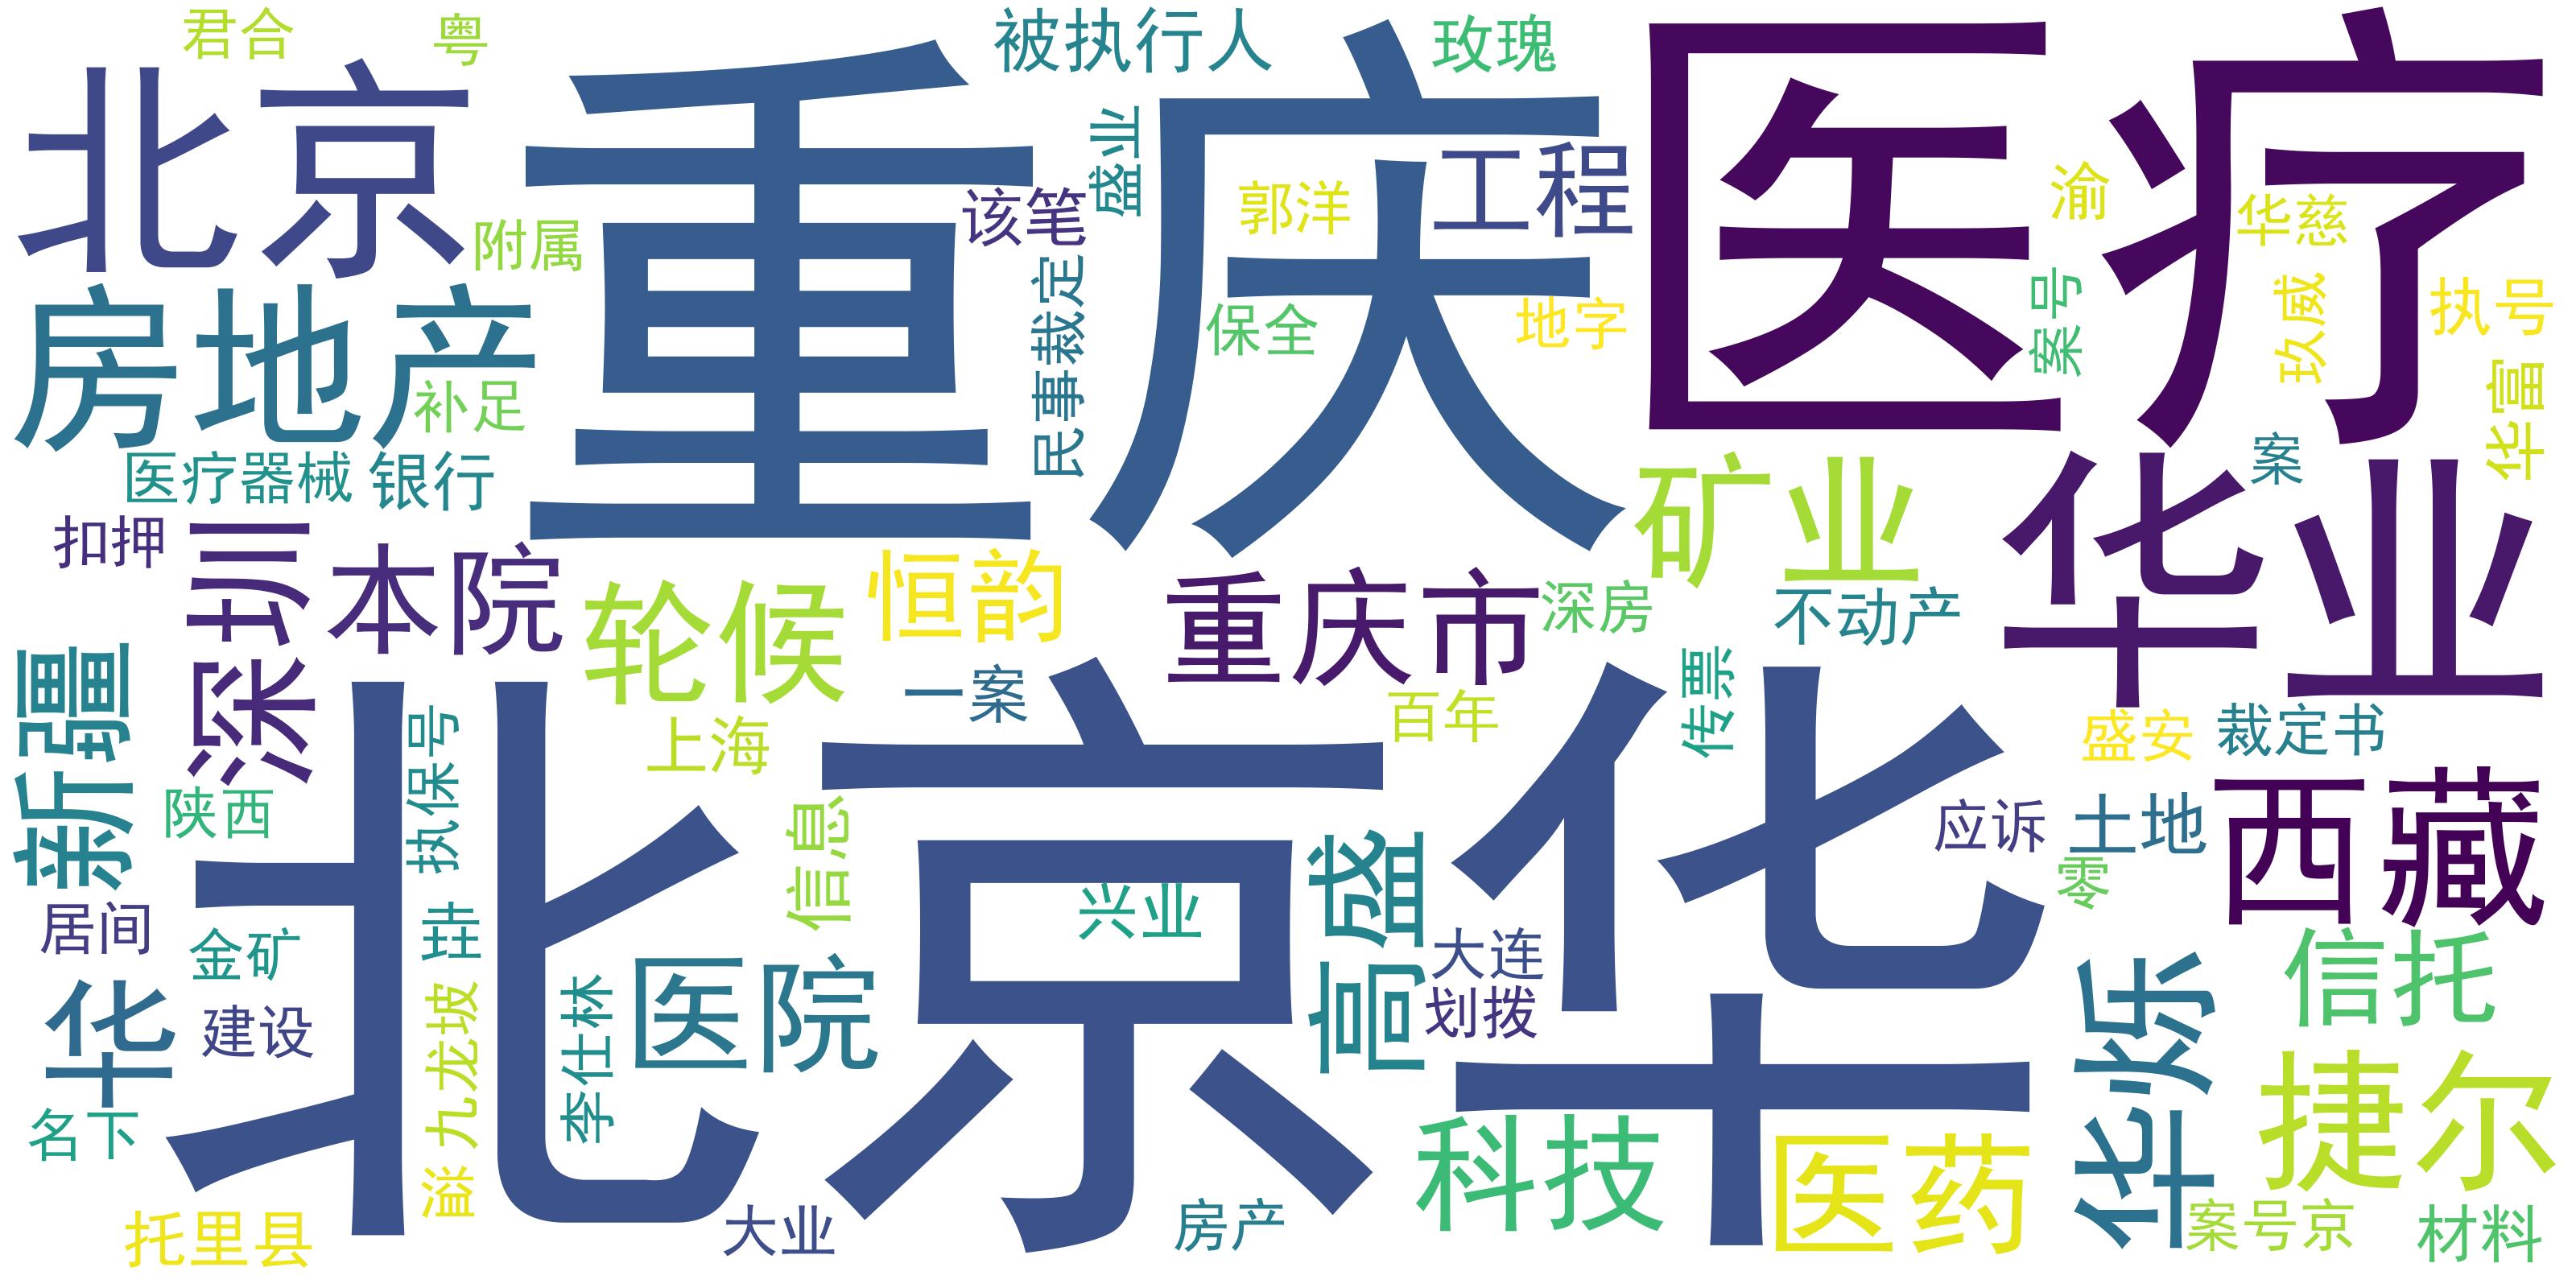 君合
粤
被执行人
玫瑰
北京
重庆
医疗
盛业
工程
该笔
郭洋
渝
华慈
附属
房地产
民事裁定
保全
地字
案号
玖威
执号
补足
华富
医疗器械
银行
矿业
华业
案
扣押
深圳
本院
轮候
恒韵
重庆市
深房
不动产
新疆
一案
百年
传票
上海
盛安
裁定书
北京华
执保号
陕西
信息
高盛
应诉
土地
西藏
零
居间
金矿
兴业
大连
信托
华
建设
九龙坡
李仕林
医院
划拨
华烁
捷尔
名下
科技
医药
溢
托里县
大业
房产
案号京
材料